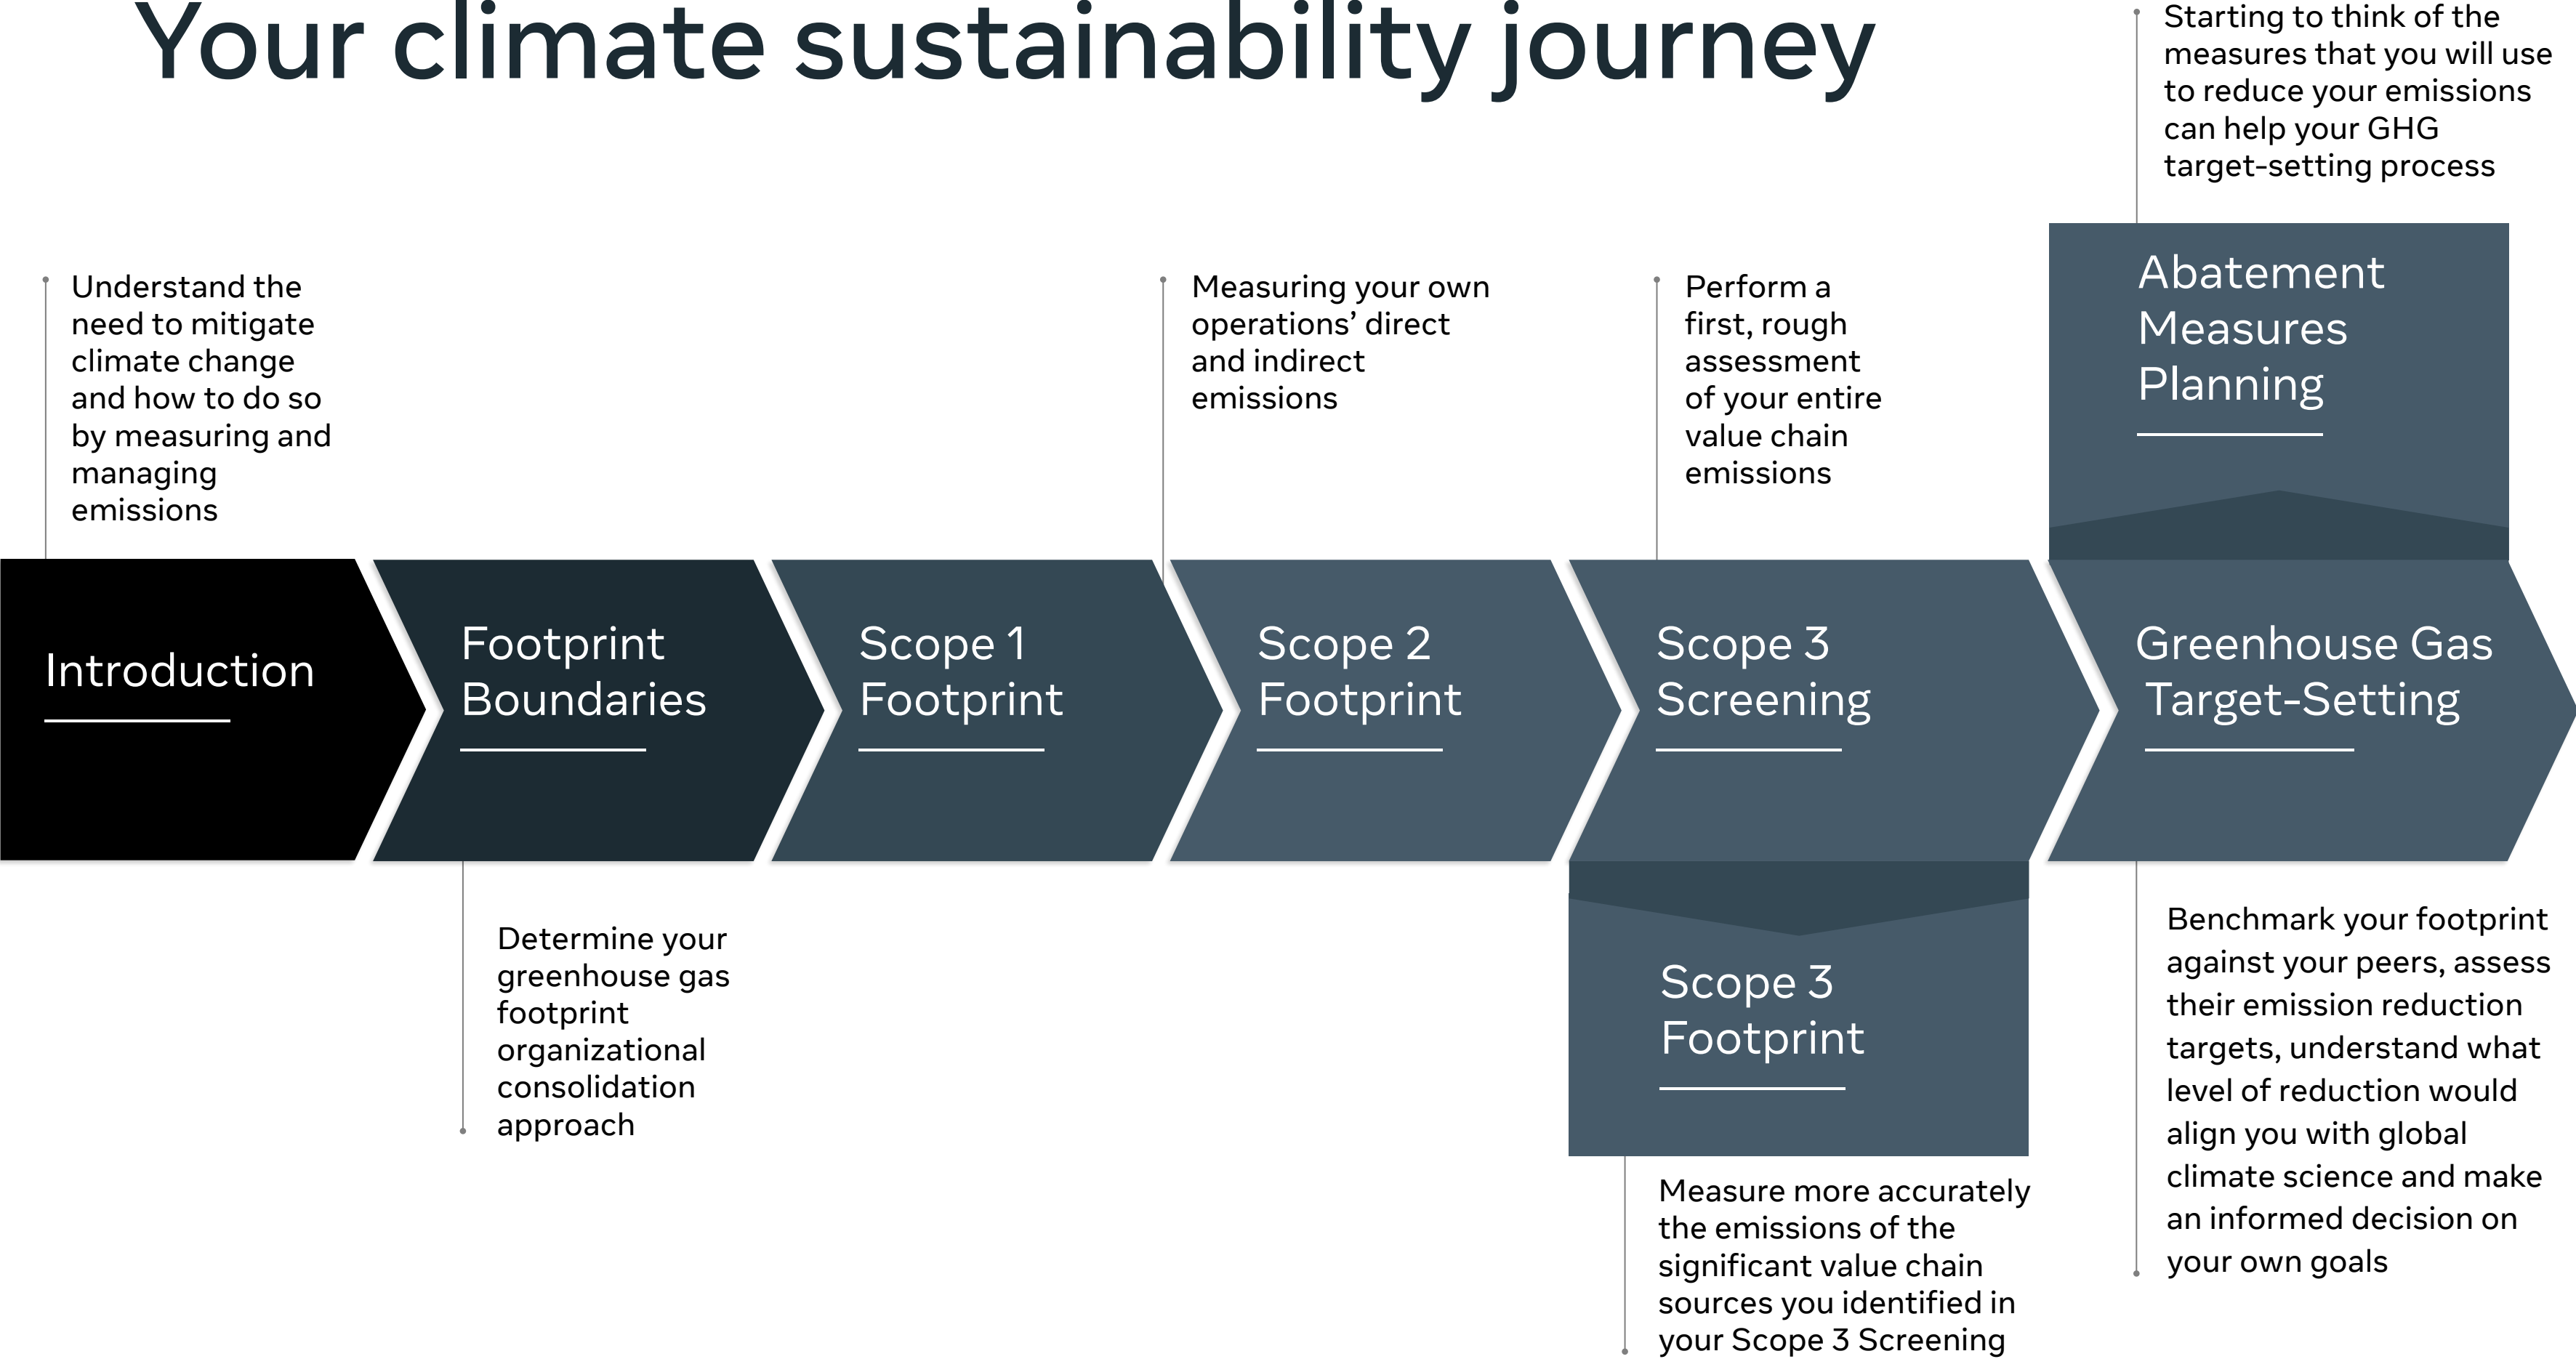 Your climate sustainability journey
Starting to think of the
measures that you will use
to reduce your emissions
can help your GHG
target-setting process
Understand the
need to mitigate
climate change
and how to do so
by measuring and
managing
emissions
Measuring your own
operations’ direct
and indirect
emissions
Perform a
first, rough
assessment
of your entire
value chain
emissions
Abatement
Measures
Planning
Introduction
Footprint
Boundaries
Scope 1
Footprint
Scope 2
Footprint
Scope 3
Screening
Greenhouse Gas
Target-Setting
Determine your
greenhouse gas
footprint
organizational
consolidation
approach
Scope 3
Footprint
Measure more accurately
the emissions of the
significant value chain
sources you identified in
your Scope 3 Screening
Benchmark your footprint
against your peers, assess
their emission reduction
targets, understand what
level of reduction would
align you with global
climate science and make
an informed decision on
your own goals